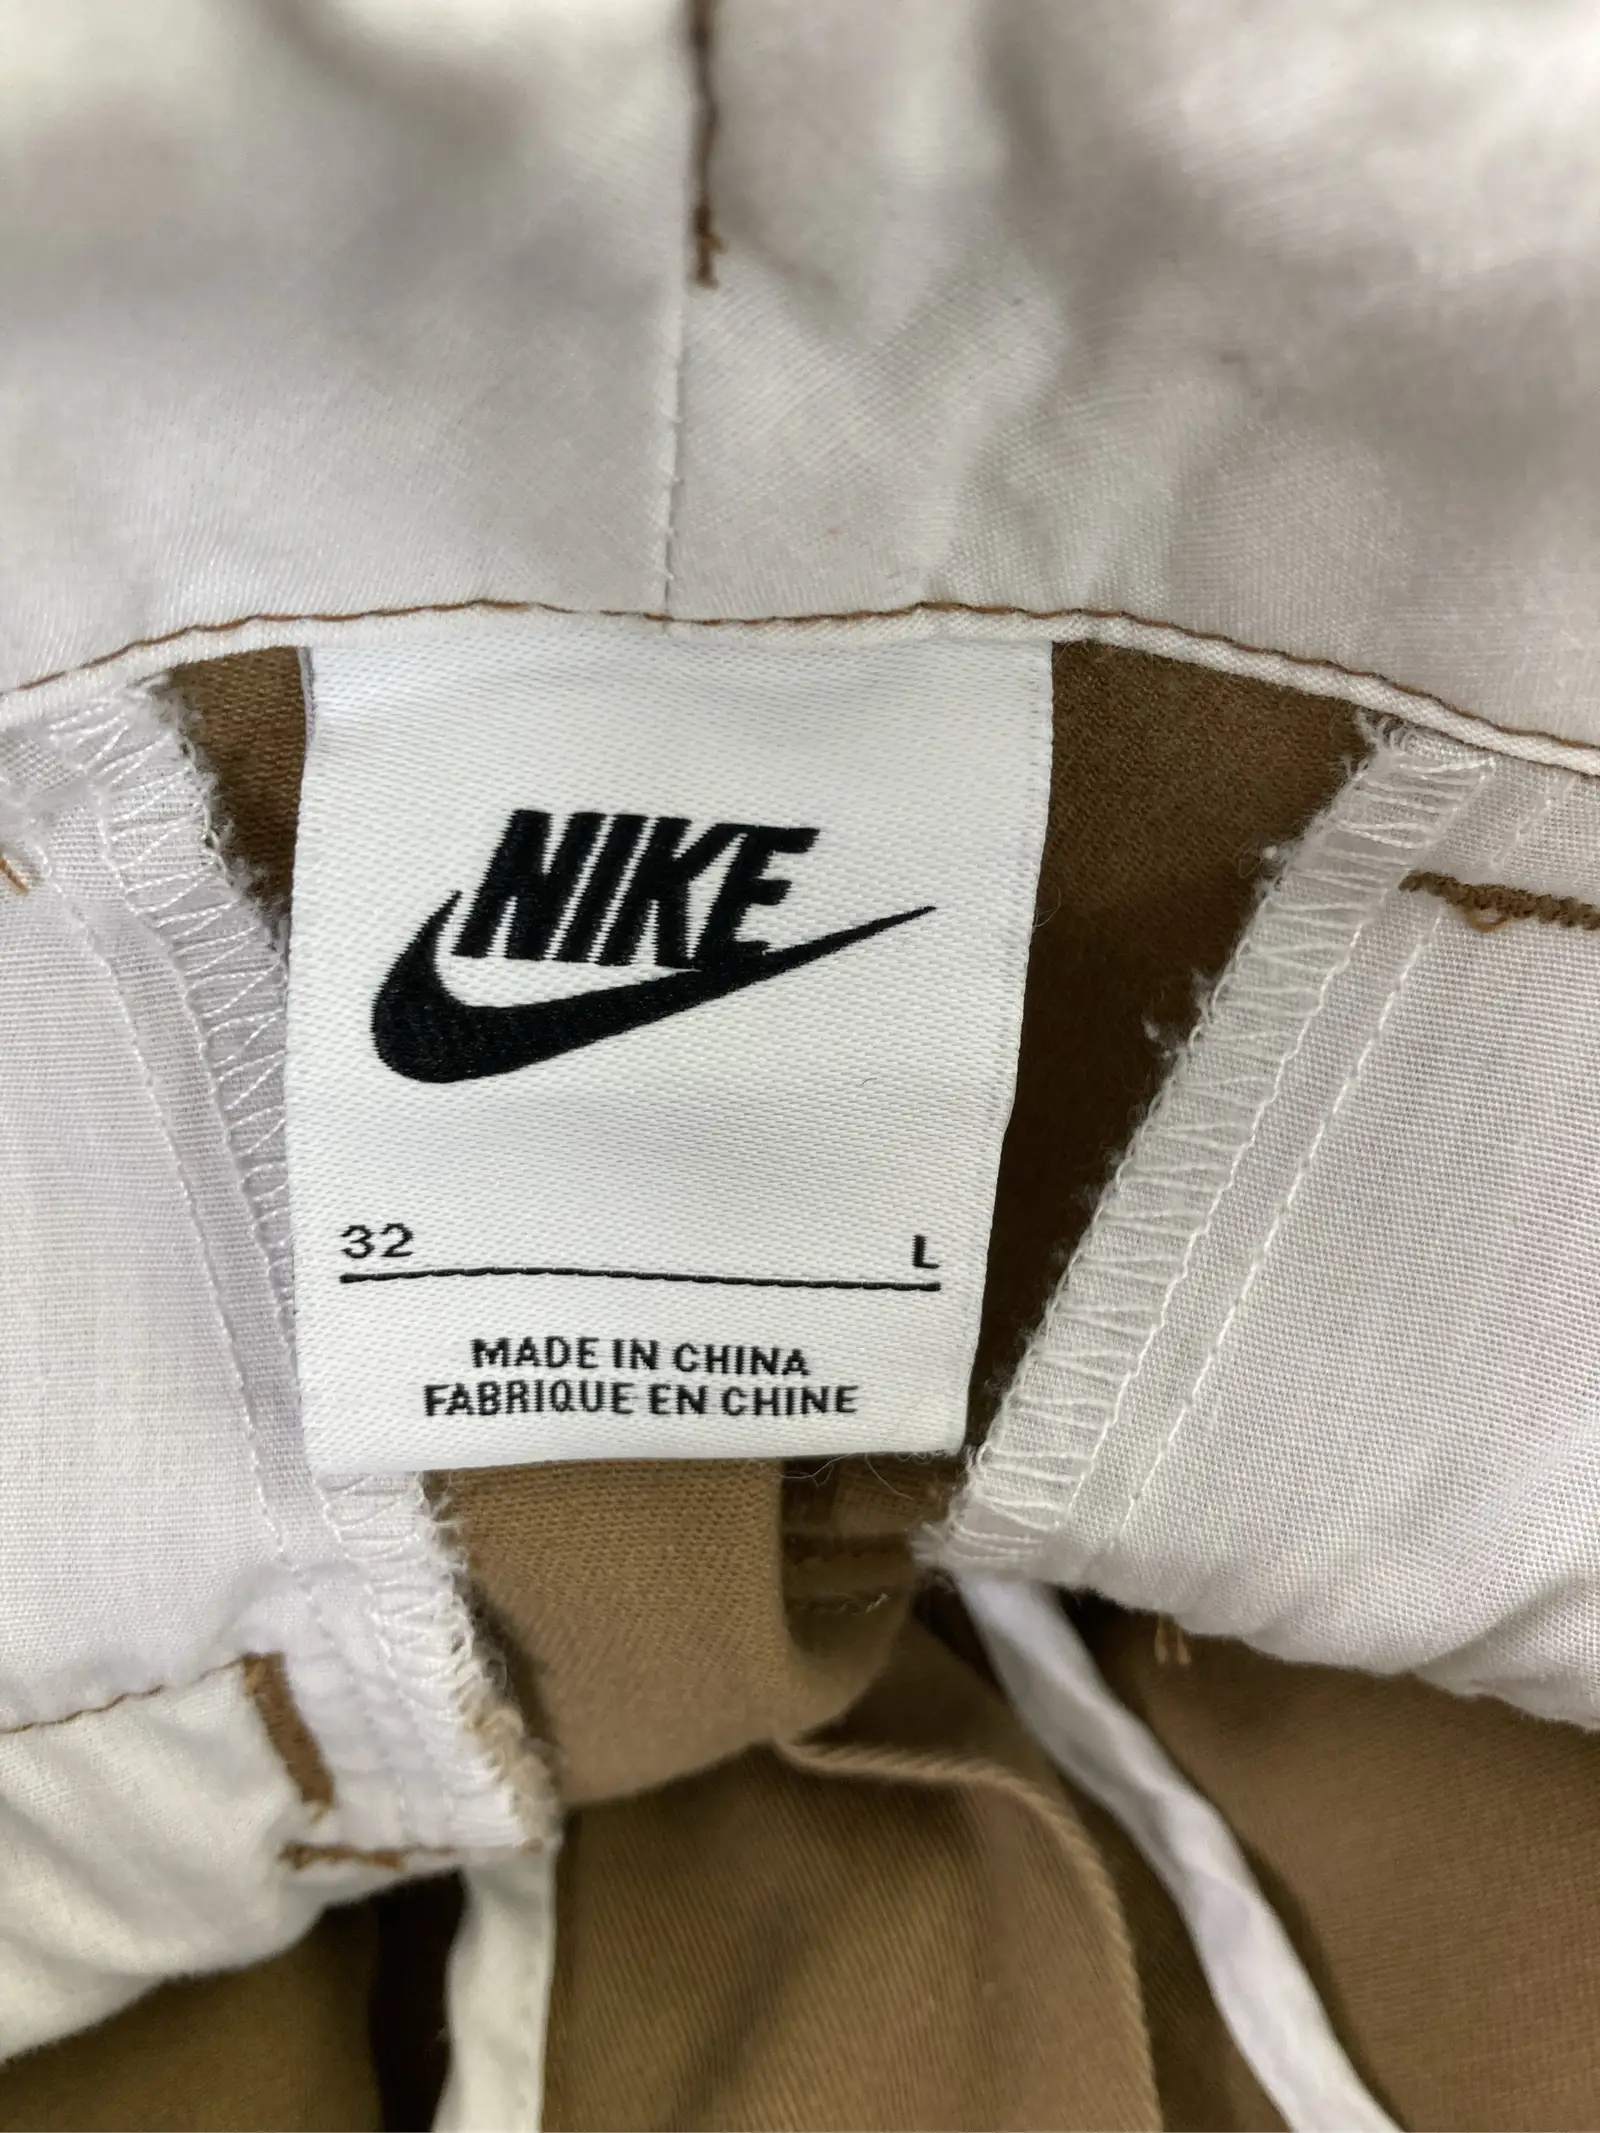 NIKE
32 L
MADE IN CHINA
FABRIQUE EN CHINE